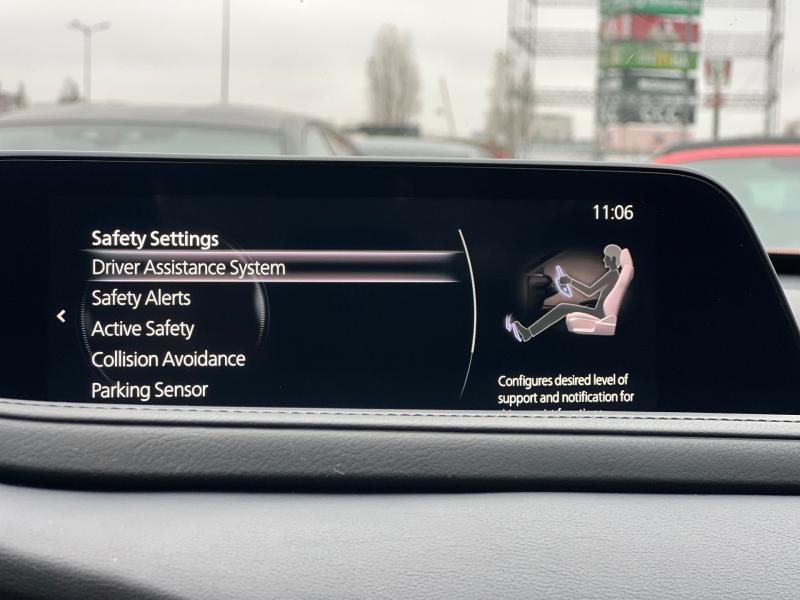 11:06
Safety Settings
Driver Assistance System
Safety Alerts
Active Safety
Collision Avoidance
Parking Sensor
Configures desired level of
support and notification for